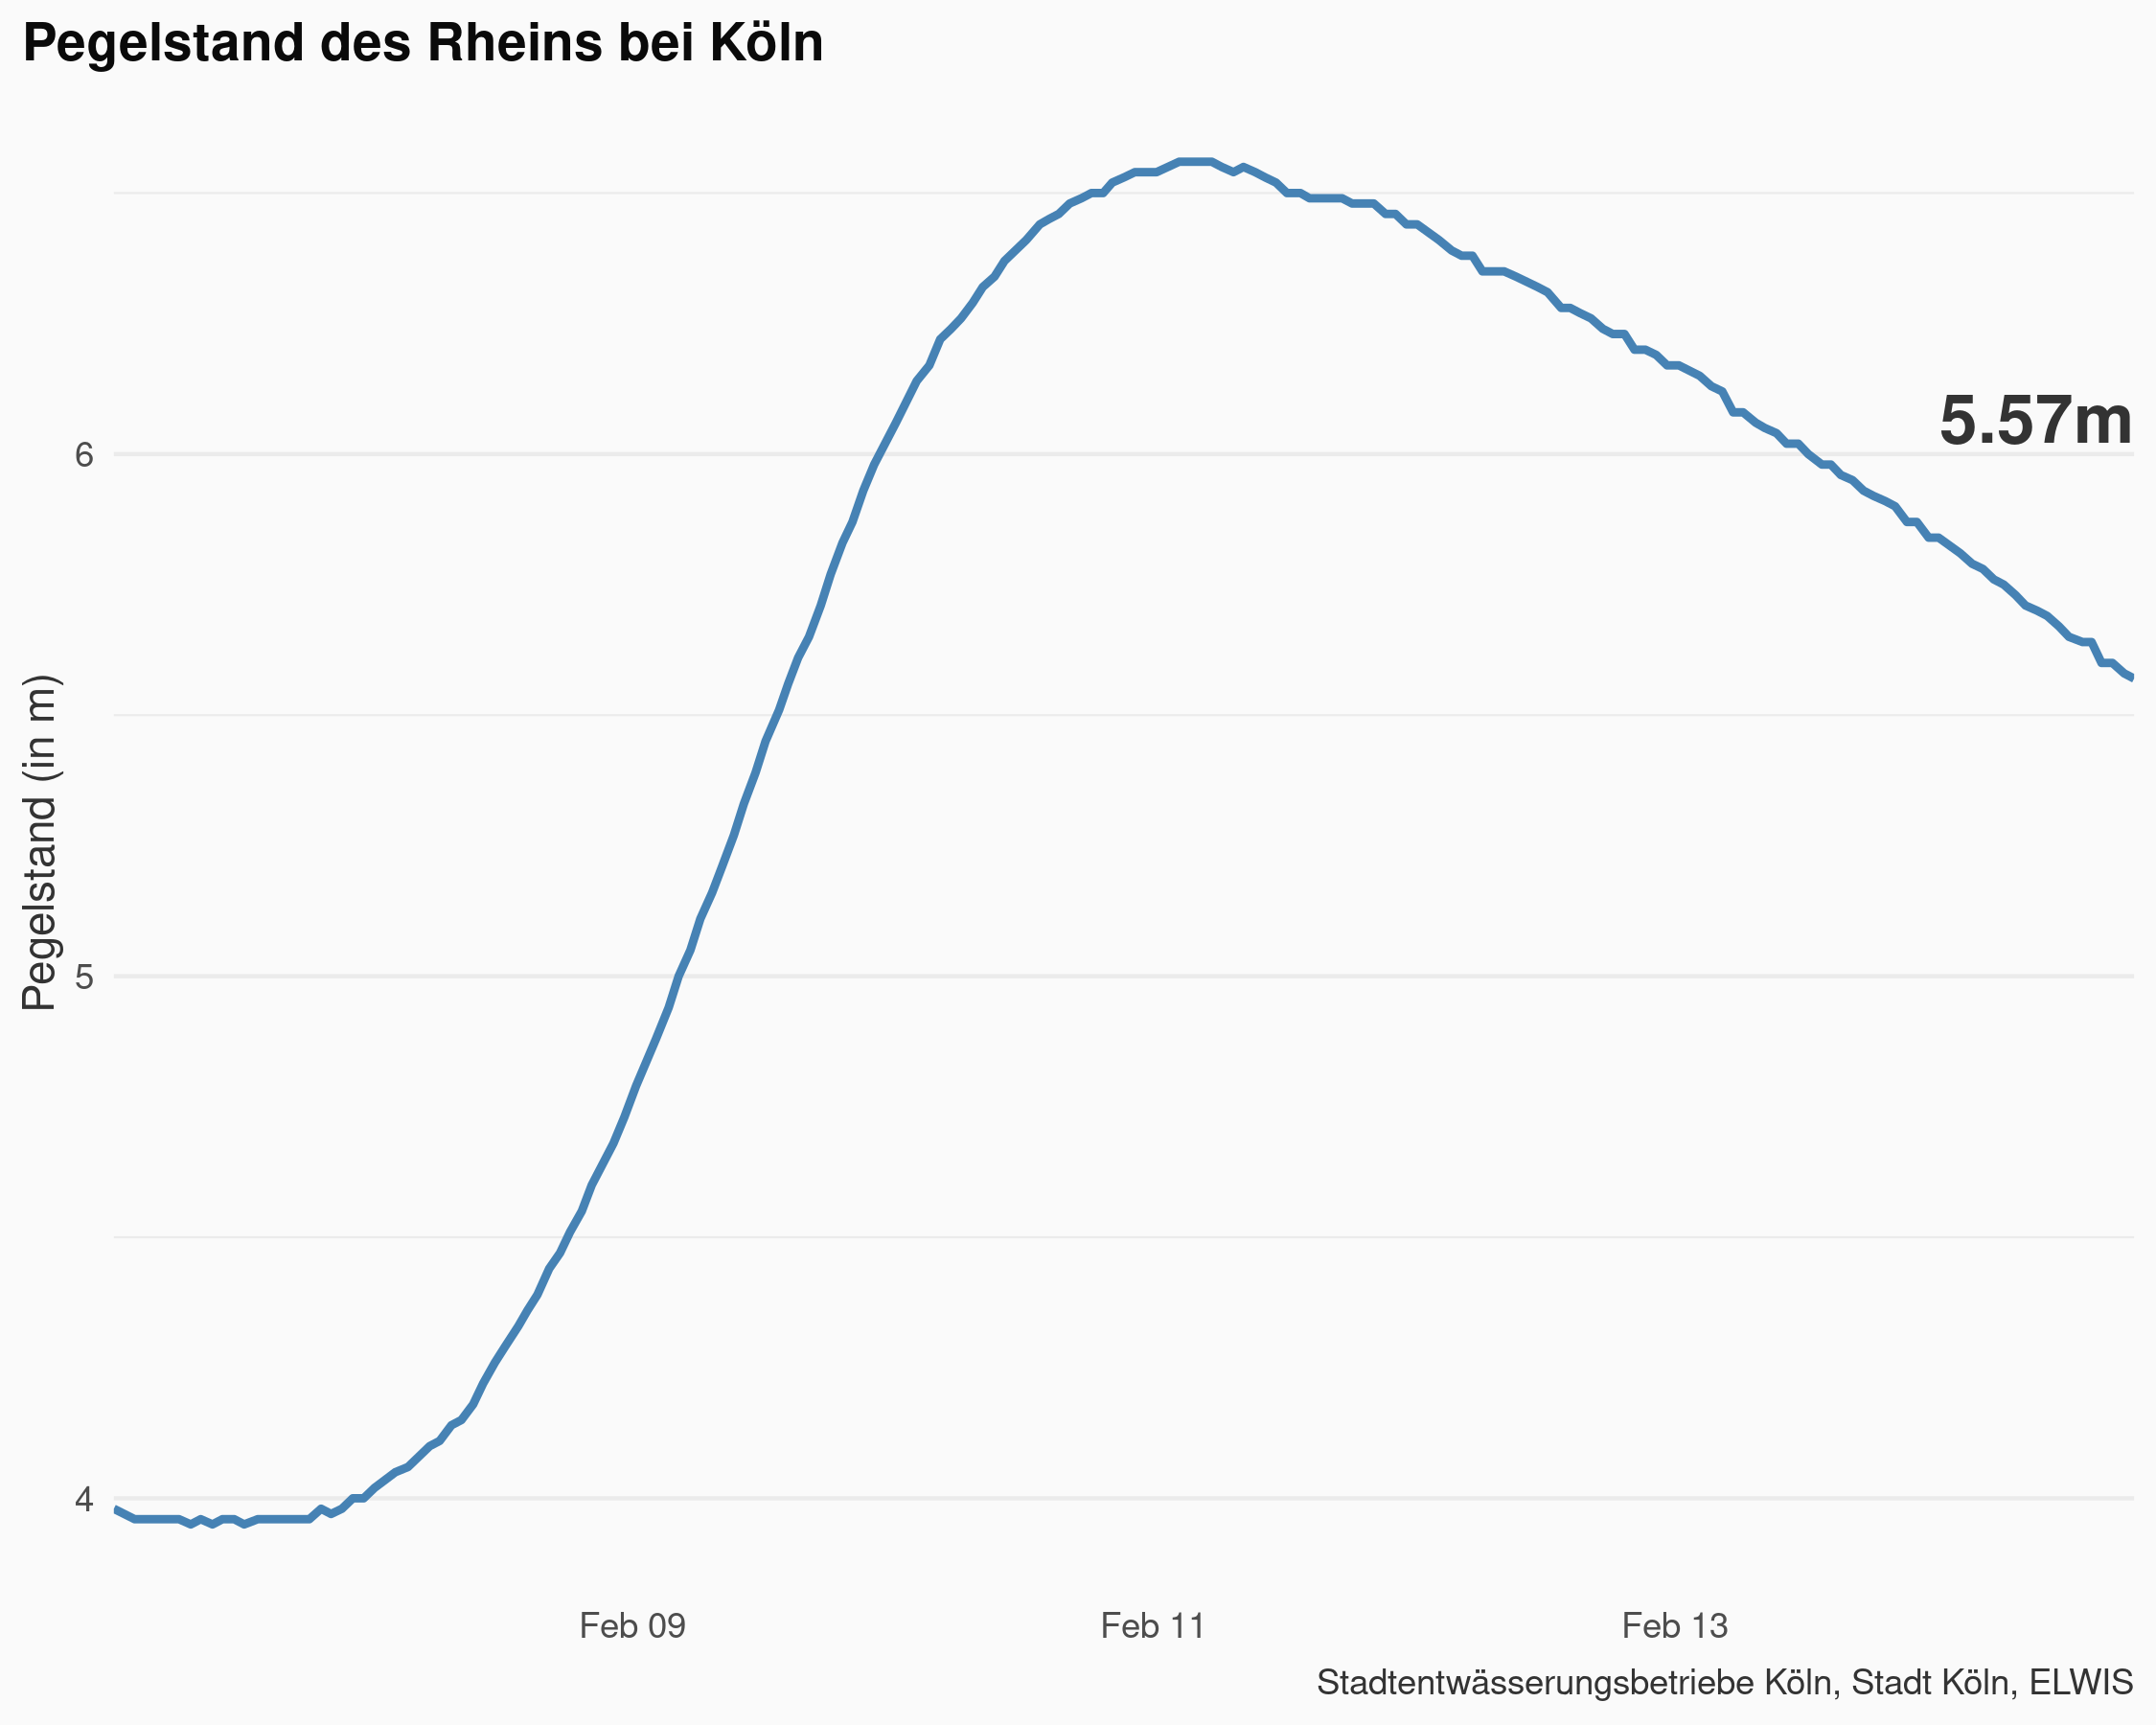 Pegelstand des Rheins bei Köln
5.57m
6
5
4
Pegelstand (in m)
Feb 09
Feb 11
Feb 13
Stadtentwässerungsbetriebe Köln, Stadt Köln, ELWIS